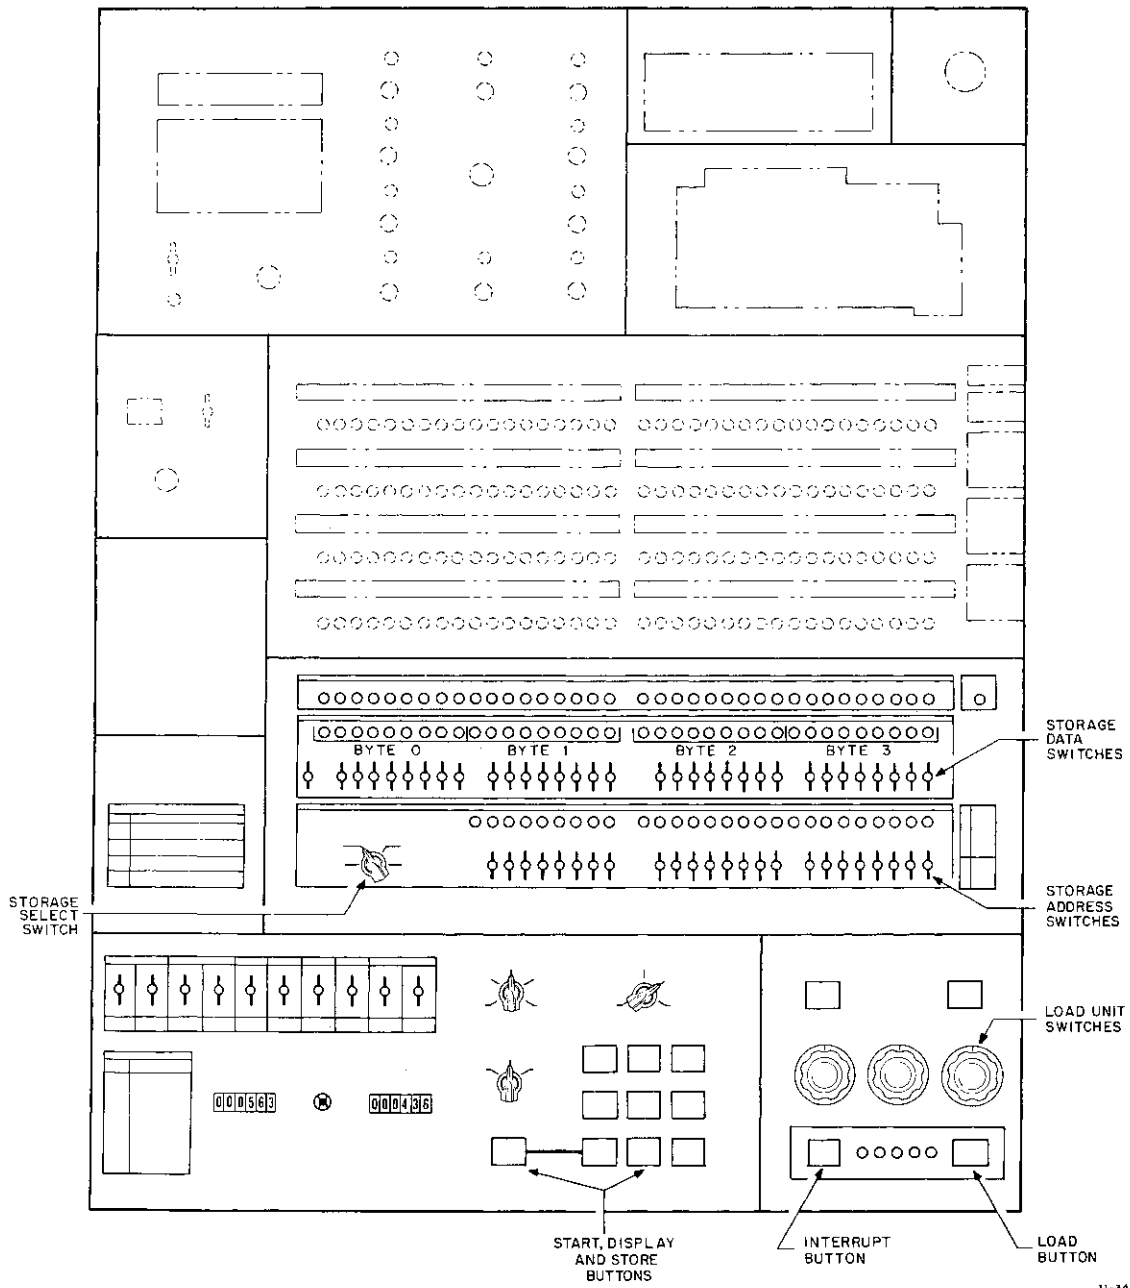 BYTE 0
BYTE 1
BYTE 2
BYTE 3
STORAGE
DATA
SWITCHES
STORAGE
SELECT
SWITCH
STORAGE
ADDRESS
SWITCHES
LOAD UNIT
SWITCHES
000563
000436
START, DISPLAY
AND STORE
BUTTONS
INTERRUPT
BUTTON
LOAD
BUTTON